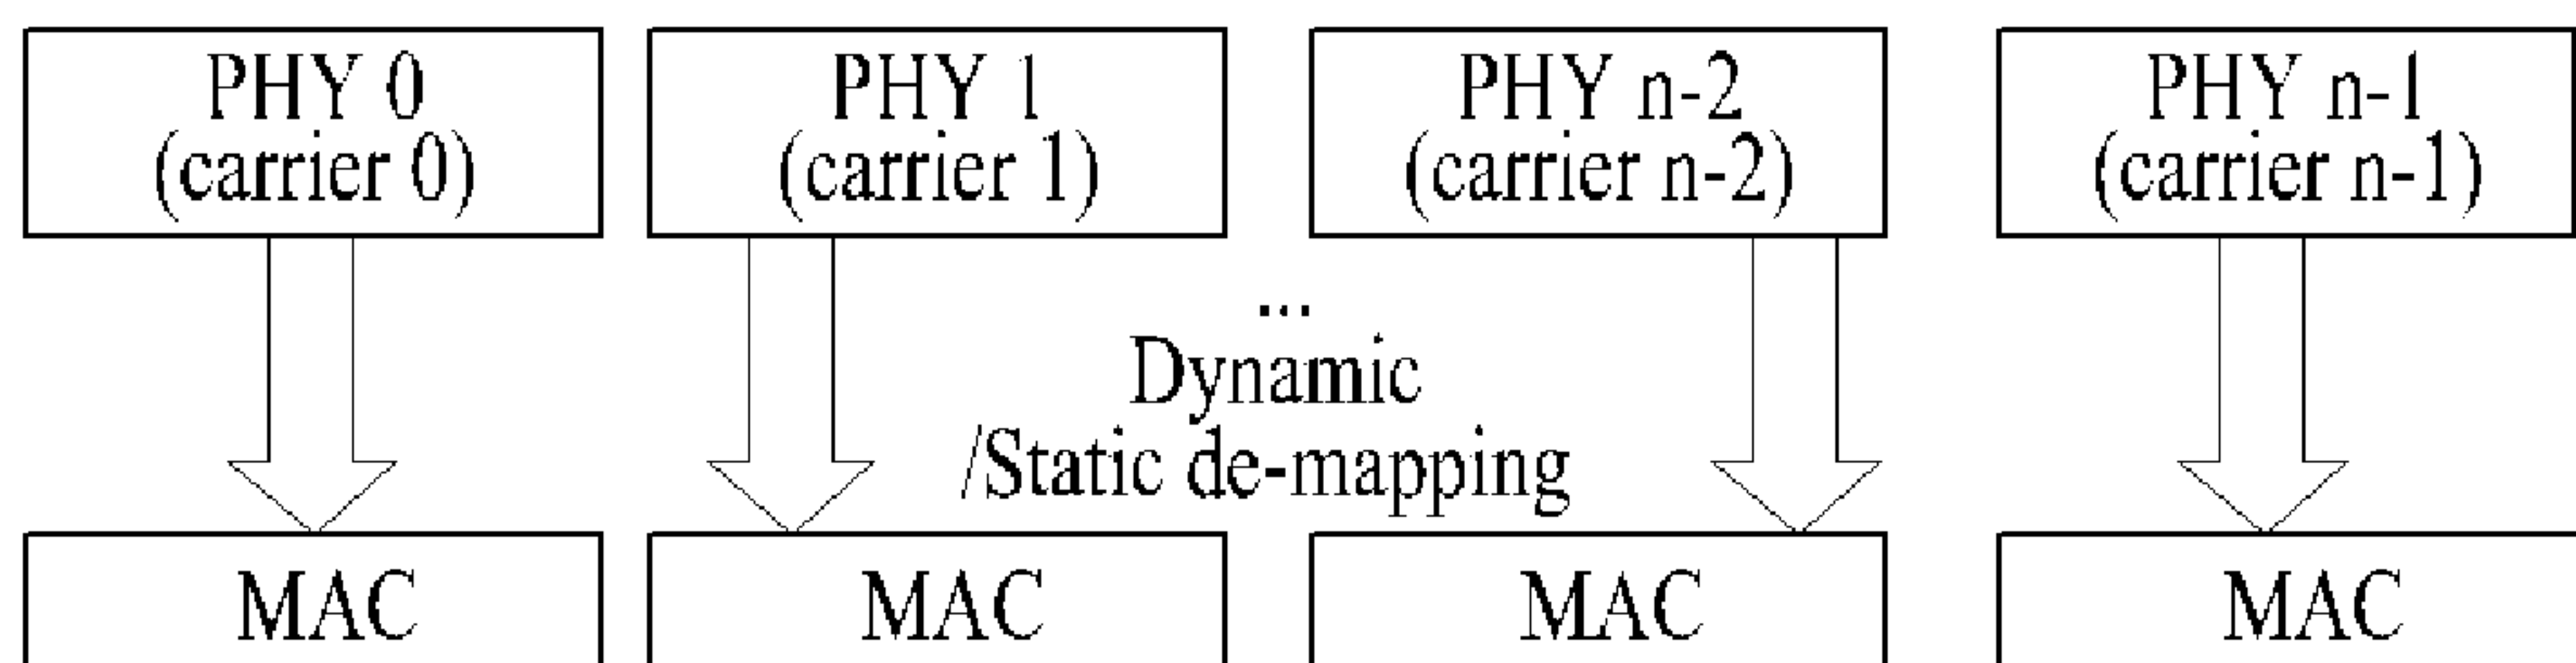 PHY 0
(carrier 0)
PHY 1
(carrier 1)
PHY n-2
(carrier n-2)
PHY n-1
(carrier n-1)
...
Dynamic
/Static de-mapping
MAC
MAC
MAC
MAC